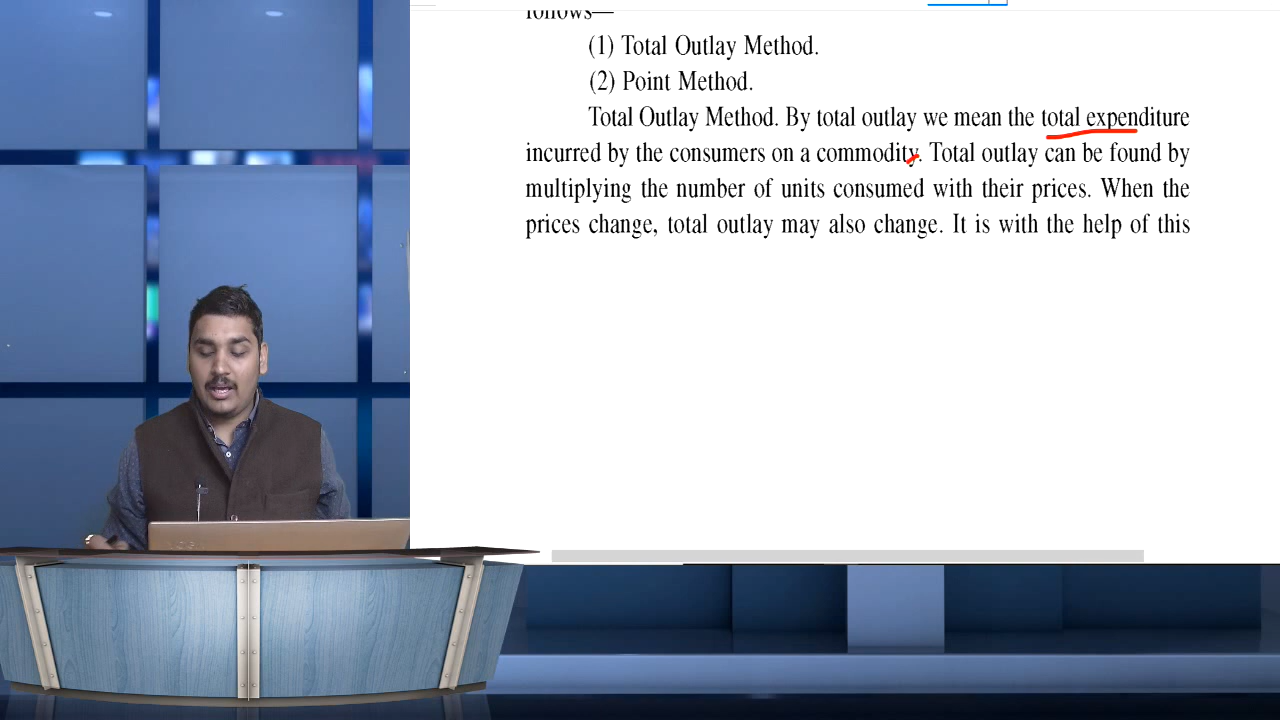 follows—
(1) Total Outlay Method.
(2) Point Method.
Total Outlay Method. By total outlay we mean the total expenditure
incurred by the consumers on a commodity. Total outlay can be found by
multiplying the number of units consumed with their prices. When the
prices change, total outlay may also change. It is with the help of this